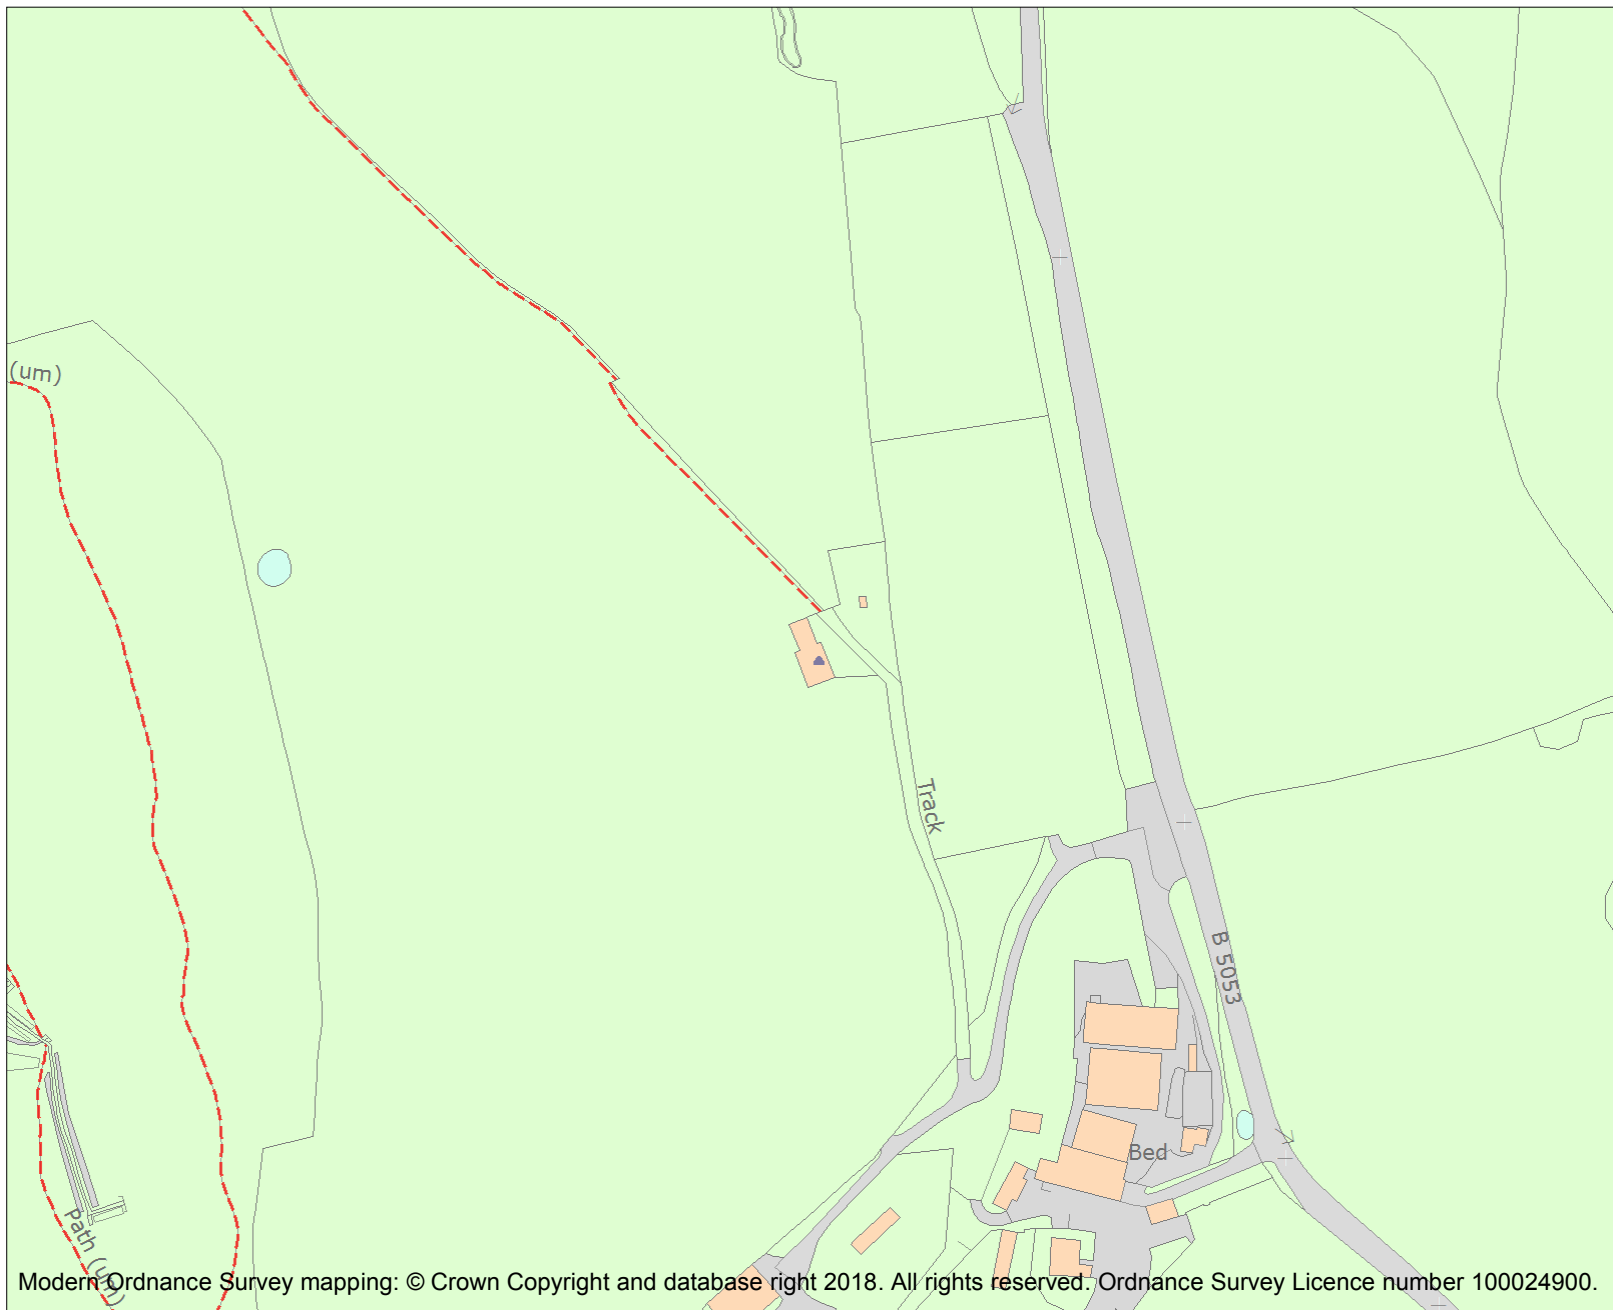 (um)
Track
B 5053
Bed
Path (um)
Modern Ordnance Survey mapping: © Crown Copyright and database right 2018. All rights reserved. Ordnance Survey Licence number 100024900.